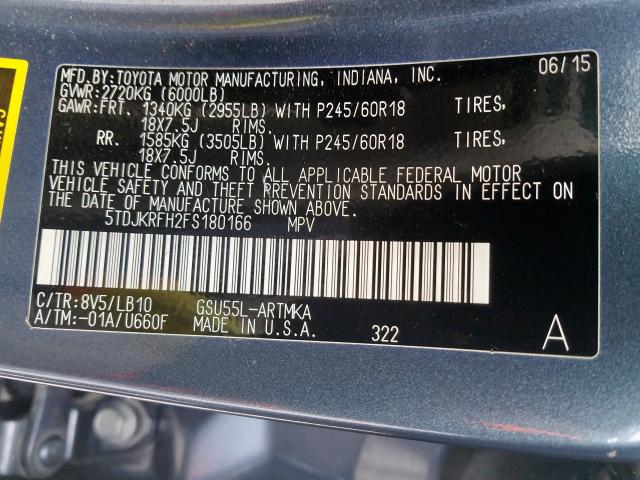 MFD.BY:TOYOTA MOTOR MANUFACTURING, INDIANA, INC. 06/15
GVWR:2720KG (6000LB)
GAWR:FRT. 1340KG (2955LB) WITH P245/60R18 TIRES,
18X7.5J RIMS.
RR. 1585KG (3505LB) WITH P245/60R18 TIRES,
18X7.5J RIMS.
THIS VEHICLE CONFORMS TO ALL APPLICABLE FEDERAL MOTOR
VEHICLE SAFETY AND THEFT PREVENTION STANDARDS IN EFFECT ON
THE DATE OF MANUFACTURE SHOWN ABOVE.
5TDJKRFH2FS180166 MPV
C/TR:8V5/LB10 GSU55L-ARTMKA
A/TM:-01A/U660F MADE IN U.S.A. 322 A